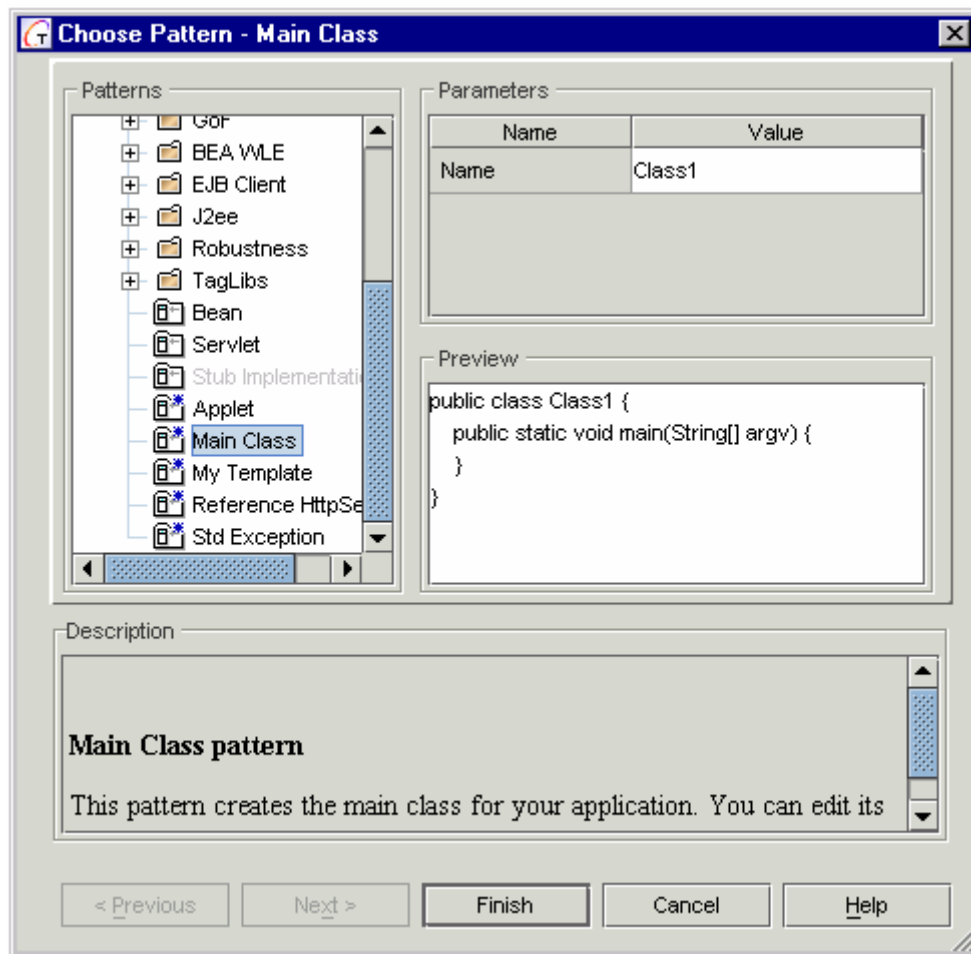 Choose Pattern - Main Class
Patterns
GoF
BEA WLE
EJB Client
J2ee
Robustness
TagLibs
Bean
Servlet
Stub Implementati
Applet
Main Class
My Template
Reference HttpSe
Std Exception
Parameters
Name Value
Name Class1
Preview
public class Class1 {
public static void main(String[] argv) {
}
}
Description
Main Class pattern
This pattern creates the main class for your application. You can edit its
< Previous
Next >
Finish
Cancel
Help